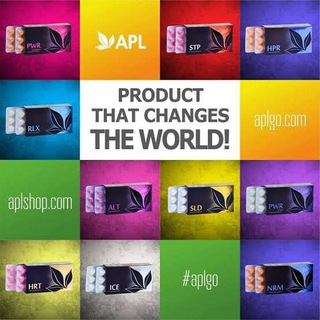 PWR
APL
STP
HPR
RLX
PRODUCT
THAT CHANGES
THE WORLD!
aplgo.com
aplshop.com
ALT
SLD
PWR
HRT
ICE
#aplgo
NRM